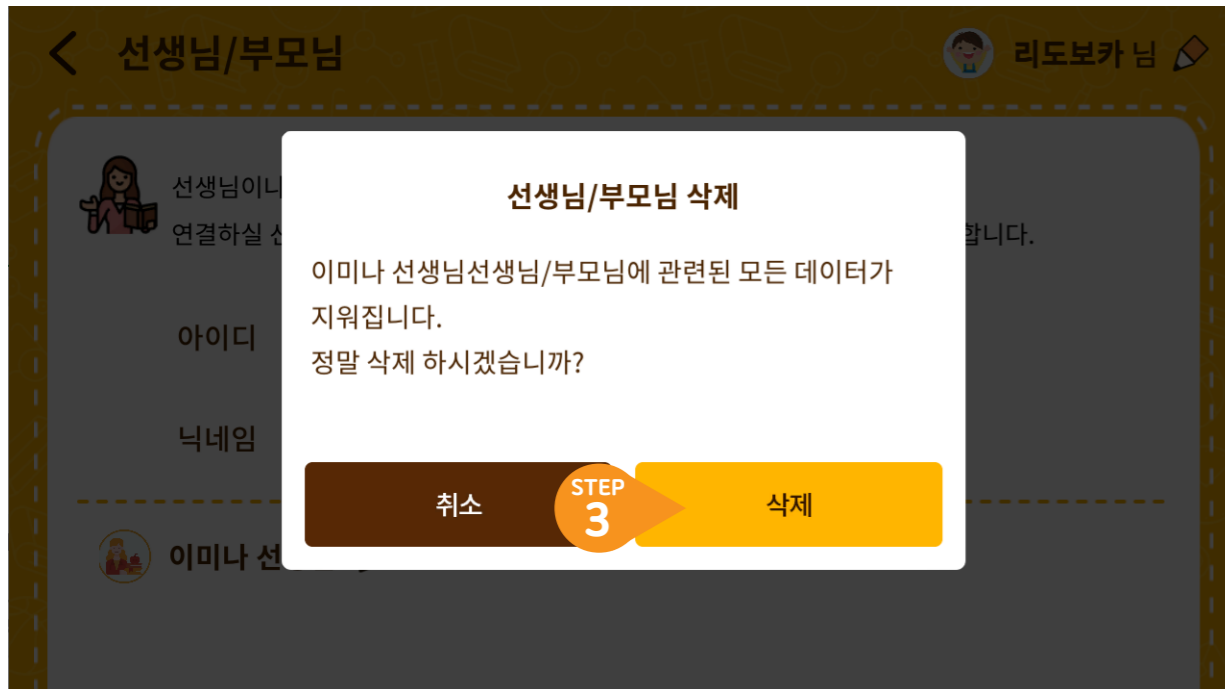 선생님/부모님
리도보카 님
선생님/부모님 삭제
선생님이니
연결하실
합니다.
이미나 선생님선생님/부모님에 관련된 모든 데이터가
지워집니다.
정말 삭제 하시겠습니까?
아이디
닉네임
취소
STEP
3
삭제
이미나